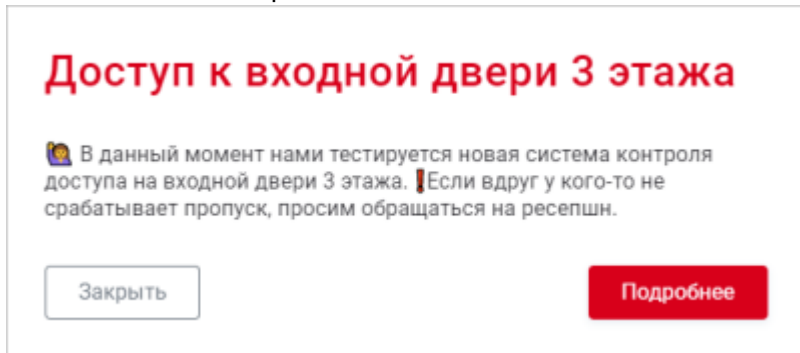 Доступ к входной двери 3 этажа
🙋 В данный момент нами тестируется новая система контроля
доступа на входной двери 3 этажа. ❗Если вдруг у кого-то не
срабатывает пропуск, просим обращаться на ресепшн.
Закрыть
Подробнее